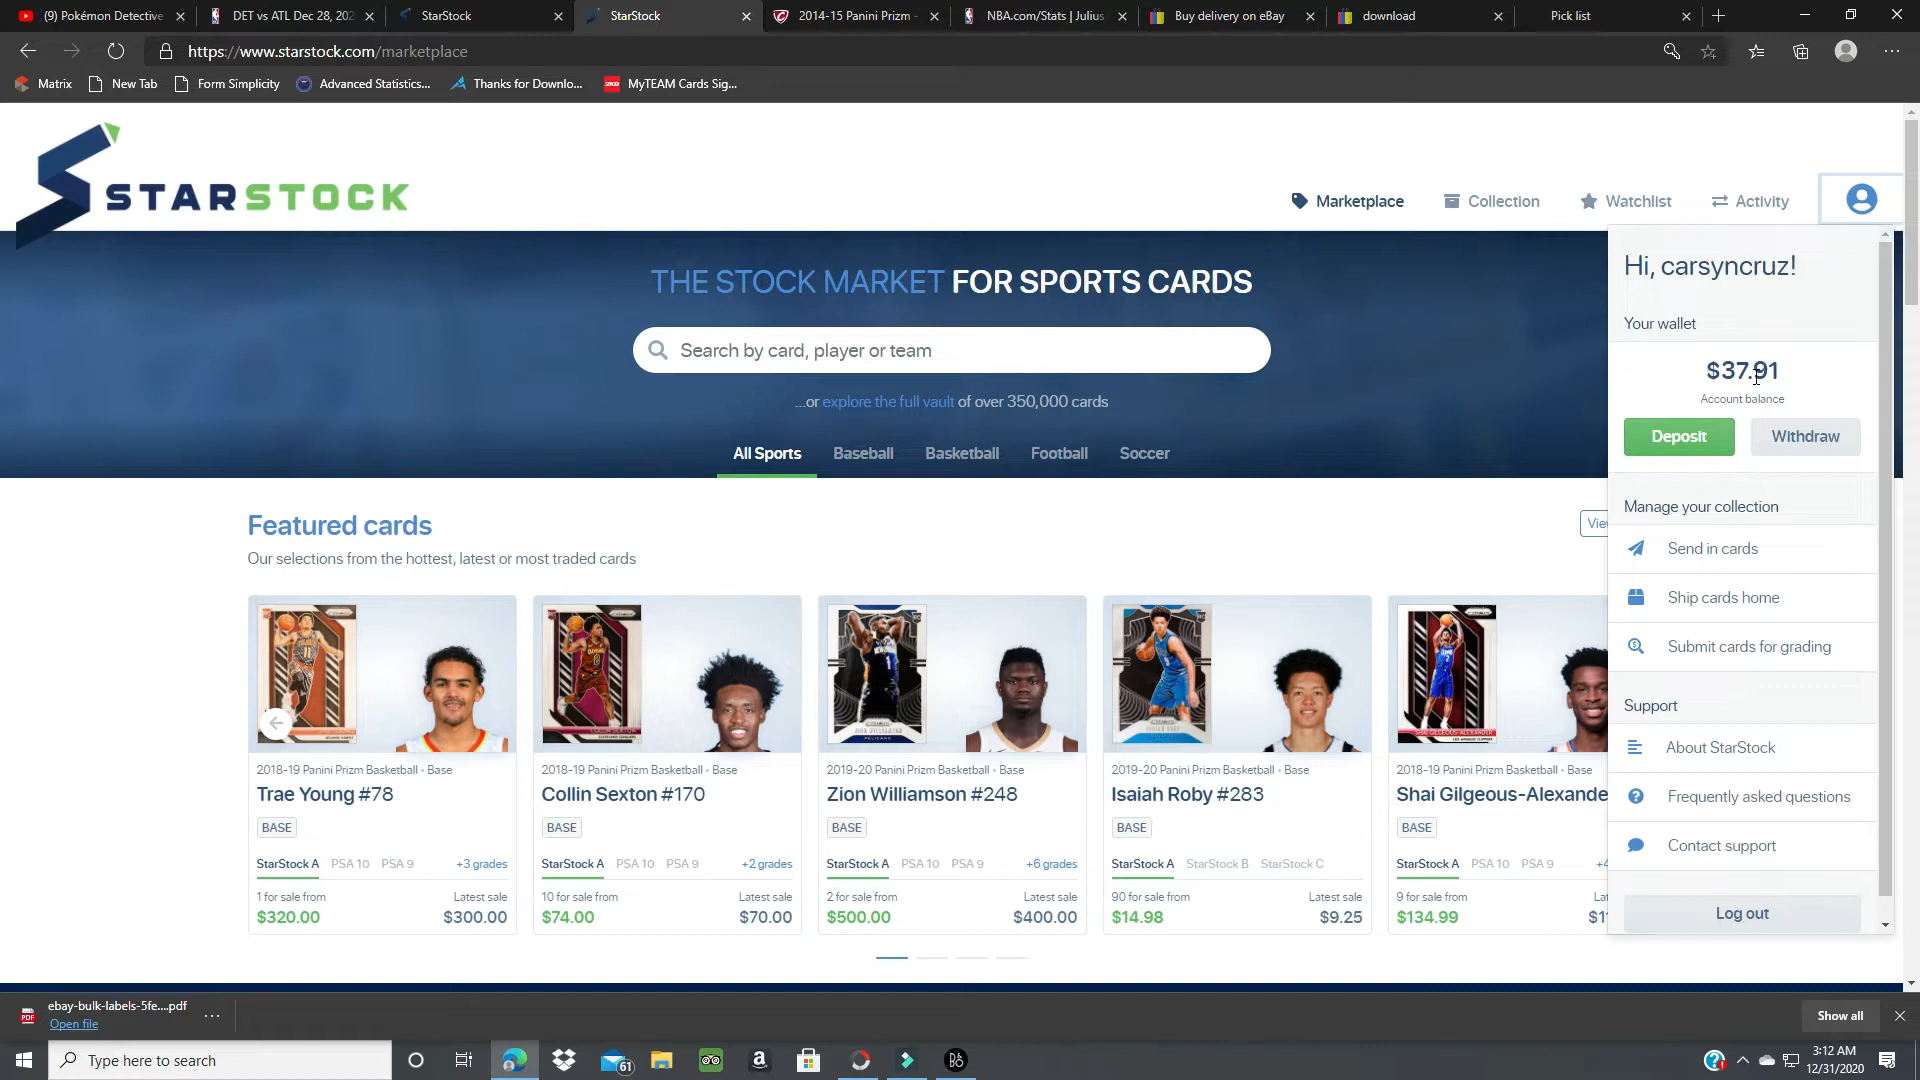 (9) Pokémon Detective
DET vs ATL Dec 28, 202
StarStock
StarStock
2014-15 Panini Prizm -
NBA.com/Stats | Julius
Buy delivery on eBay
download
Pick list
https://www.starstock.com/marketplace
Matrix
New Tab
Form Simplicity
Advanced Statistics...
Thanks for Downlo...
MyTEAM Cards Sig...
STARSTOCK
Marketplace
Collection
Watchlist
Activity
THE STOCK MARKET FOR SPORTS CARDS
Search by card, player or team
...or explore the full vault of over 350,000 cards
All Sports
Baseball
Basketball
Football
Soccer
Hi, carsyncruz!
Your wallet
$37.91
Account balance
Deposit
Withdraw
Manage your collection
Send in cards
Ship cards home
Submit cards for grading
Support
About StarStock
Frequently asked questions
Contact support
Log out
Featured cards
Our selections from the hottest, latest or most traded cards
2018-19 Panini Prizm Basketball • Base
Trae Young #78
BASE
StarStock A PSA 10 PSA 9 +3 grades
1 for sale from Latest sale
$320.00 $300.00
2018-19 Panini Prizm Basketball • Base
Collin Sexton #170
BASE
StarStock A PSA 10 PSA 9 +2 grades
10 for sale from Latest sale
$74.00 $70.00
2019-20 Panini Prizm Basketball • Base
Zion Williamson #248
BASE
StarStock A PSA 10 PSA 9 +6 grades
2 for sale from Latest sale
$500.00 $400.00
2019-20 Panini Prizm Basketball • Base
Isaiah Roby #283
BASE
StarStock A StarStock B StarStock C
90 for sale from Latest sale
$14.98 $9.25
2018-19 Panini Prizm Basketball • Base
Shai Gilgeous-Alexande
BASE
StarStock A PSA 10 PSA 9
9 for sale from
$134.99
ebay-bulk-labels-5fe....pdf
Open file
Show all
Type here to search
61
3:12 AM
12/31/2020